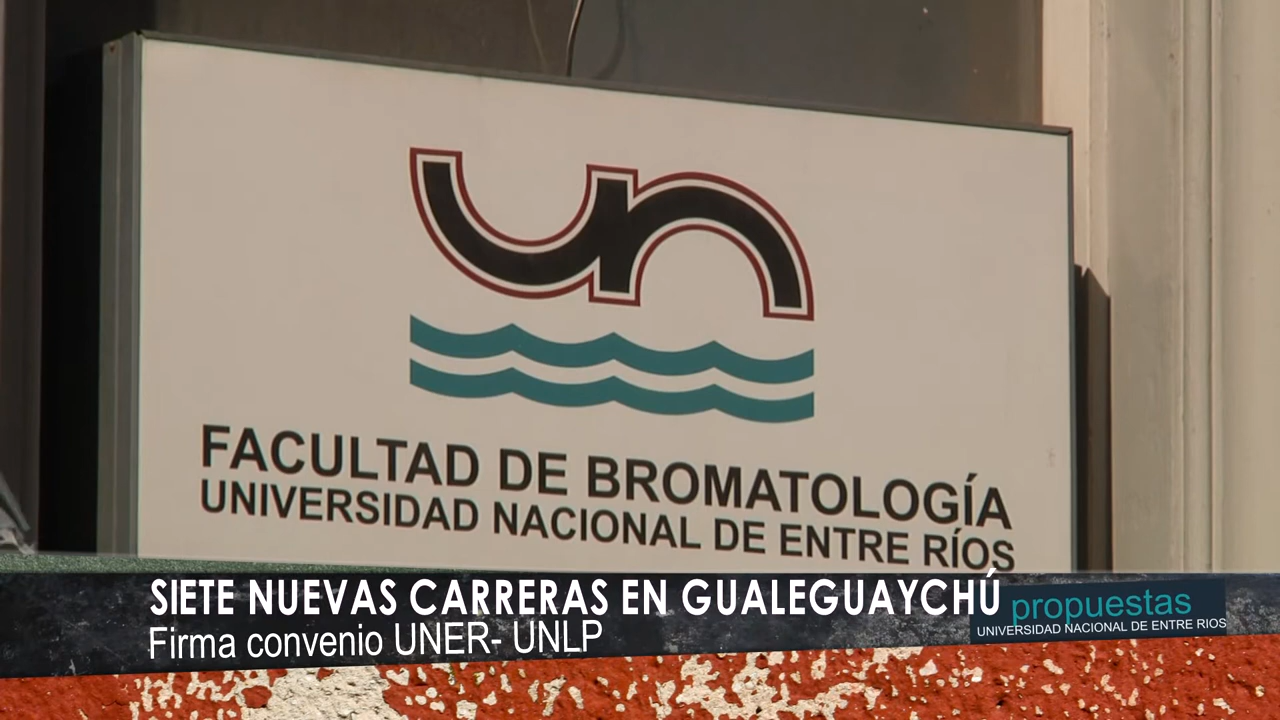 un
FACULTAD DE BROMATOLOGÍA
UNIVERSIDAD NACIONAL DE ENTRE RÍOS
SIETE NUEVAS CARRERAS EN GUALEGUAYCHÚ
Firma convenio UNER- UNLP
propuestas
UNIVERSIDAD NACIONAL DE ENTRE RIOS